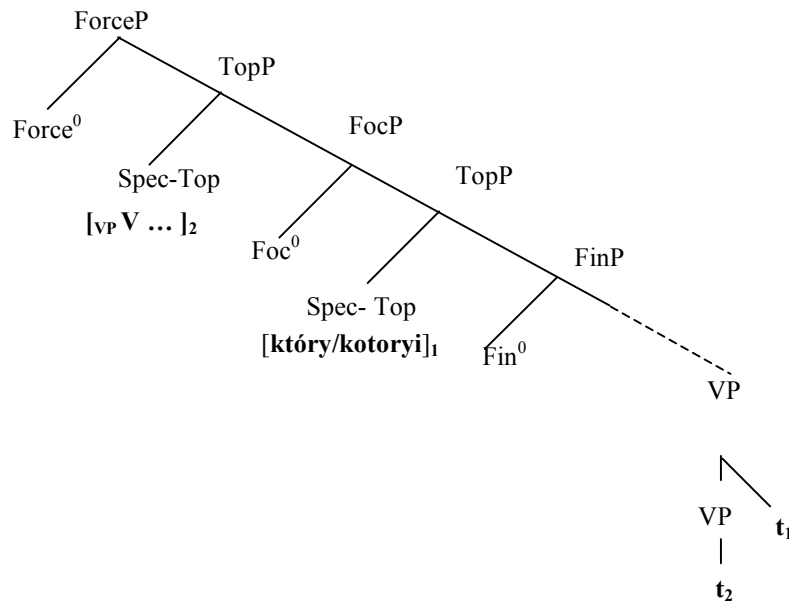 ForceP
TopP
Force⁰
FocP
Spec-Top
TopP
[VP V … ]₂
Foc⁰
FinP
Spec- Top
[który/kotoryi]₁
Fin⁰
VP
VP
t₁
t₂